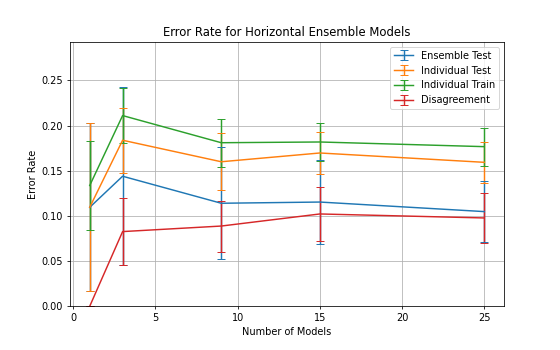 Error Rate for Horizontal Ensemble Models
Ensemble Test
Individual Test
Individual Train
Disagreement
Error Rate
0.25
0.20
0.15
0.10
0.05
0.00
0 5 10 15 20 25
Number of Models